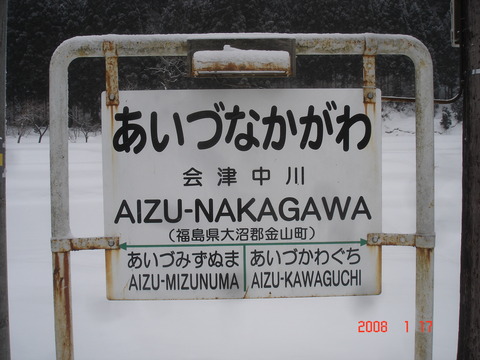 あいづなかがわ
会津中川
AIZU-NAKAGAWA
(福島県大沼郡金山町)
あいづみずぬま あいづかわぐち
AIZU-MIZUNUMA AIZU-KAWAGUCHI
2008 1 27